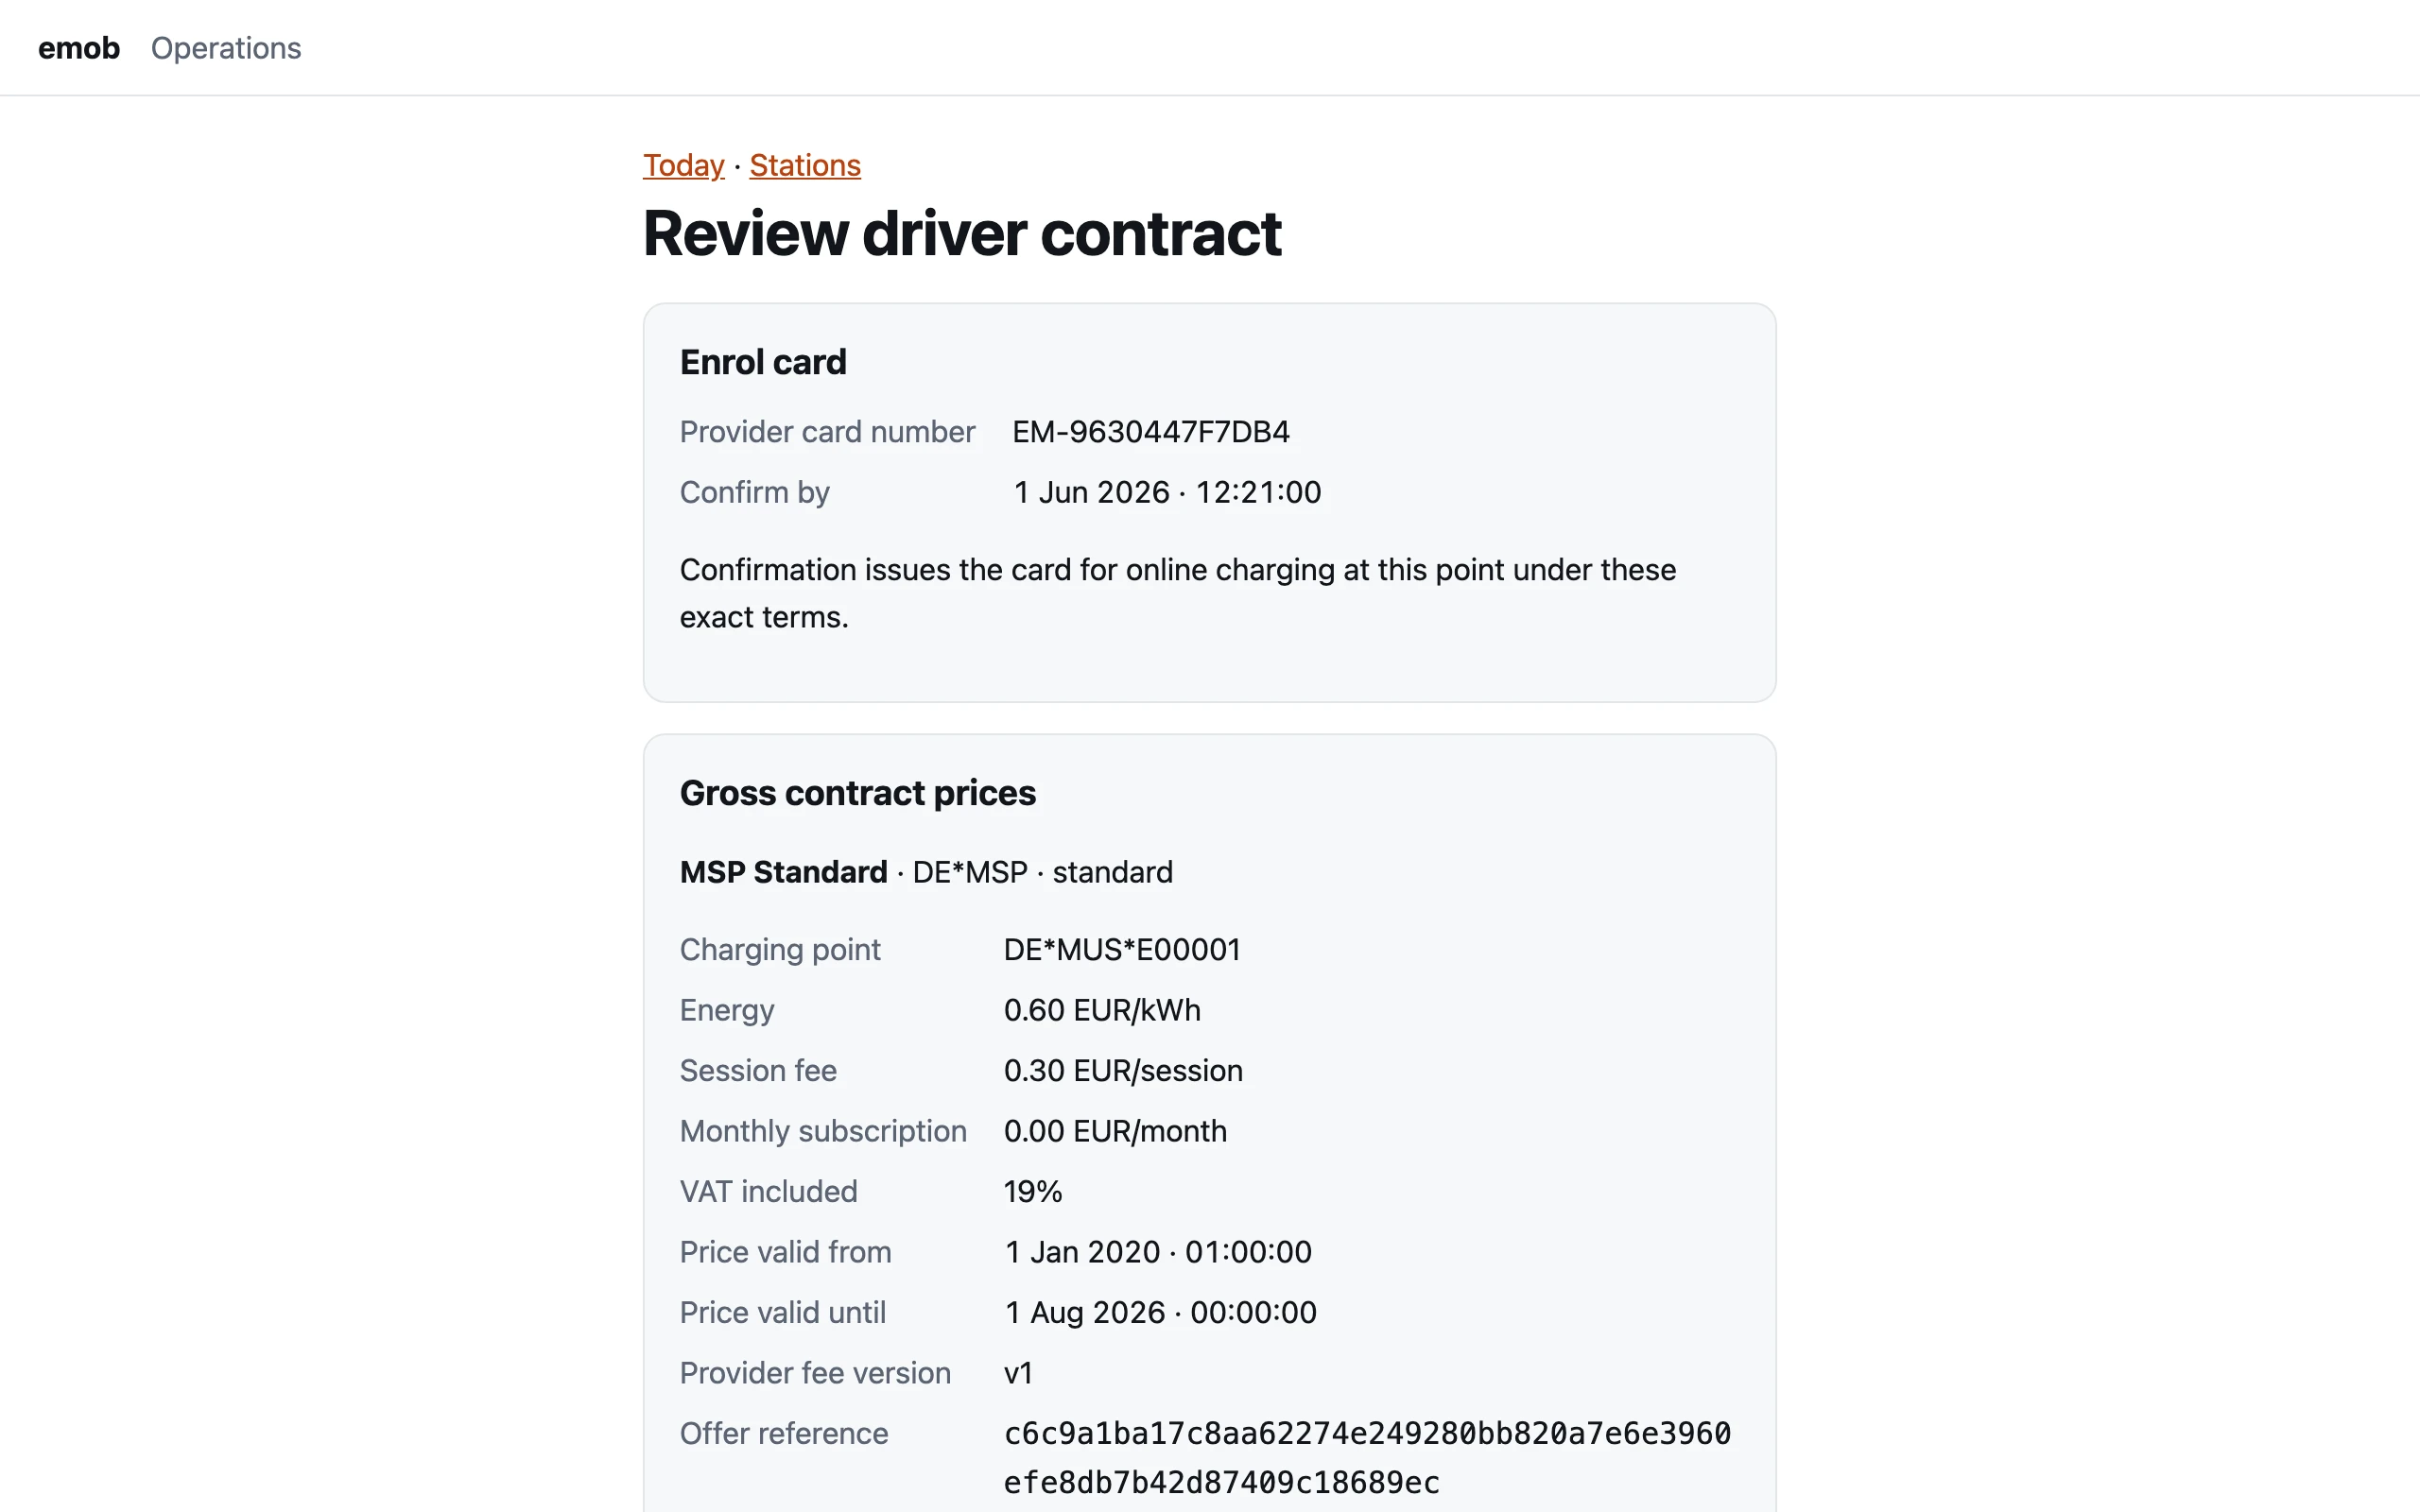 emob Operations
Today · Stations
Review driver contract
Enrol card
Provider card number EM-9630447F7DB4
Confirm by 1 Jun 2026 · 12:21:00
Confirmation issues the card for online charging at this point under these
exact terms.
Gross contract prices
MSP Standard · DE*MSP · standard
Charging point DE*MUS*E00001
Energy 0.60 EUR/kWh
Session fee 0.30 EUR/session
Monthly subscription 0.00 EUR/month
VAT included 19%
Price valid from 1 Jan 2020 · 01:00:00
Price valid until 1 Aug 2026 · 00:00:00
Provider fee version v1
Offer reference c6c9a1ba17c8aa62274e249280bb820a7e6e3960
efe8db7b42d87409c18689ec